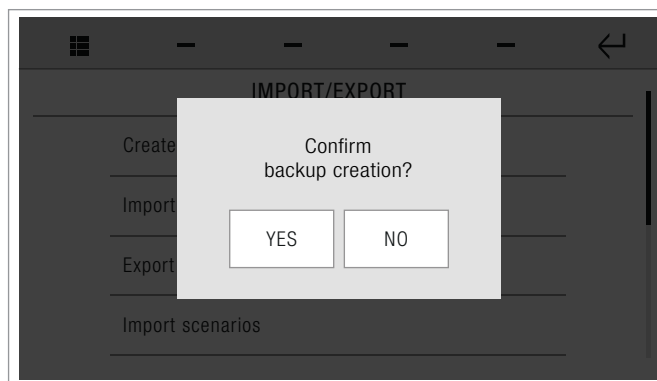 IMPORT/EXPORT
Create
Confirm
backup creation?
Import
YES
NO
Export
Import scenarios